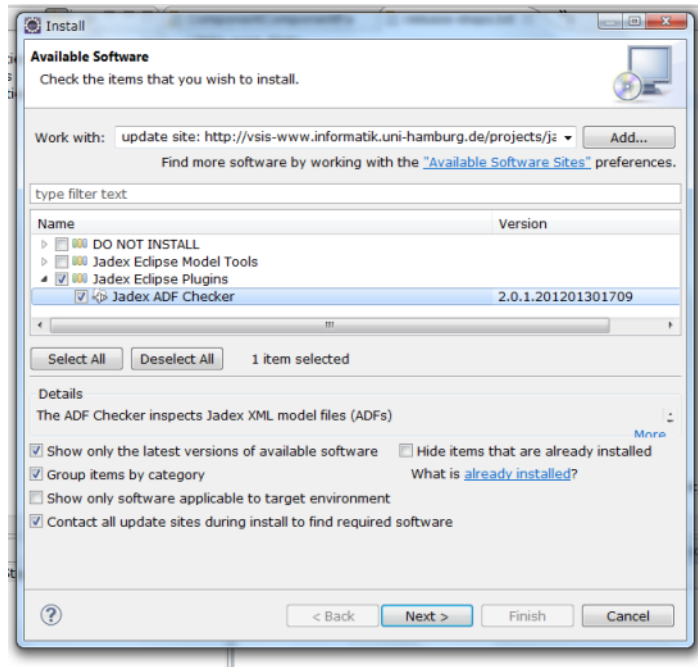 Install
Available Software
Check the items that you wish to install.
Work with: update site: http://vsis-www.informatik.uni-hamburg.de/projects/ja Add...
Find more software by working with the "Available Software Sites" preferences.
type filter text
Name Version
DO NOT INSTALL
Jadex Eclipse Model Tools
Jadex Eclipse Plugins
Jadex ADF Checker 2.0.1.201201301709
Select All Deselect All 1 item selected
Details
The ADF Checker inspects Jadex XML model files (ADFs)
More
Show only the latest versions of available software Hide items that are already installed
Group items by category What is already installed?
Show only software applicable to target environment
Contact all update sites during install to find required software
< Back Next > Finish Cancel